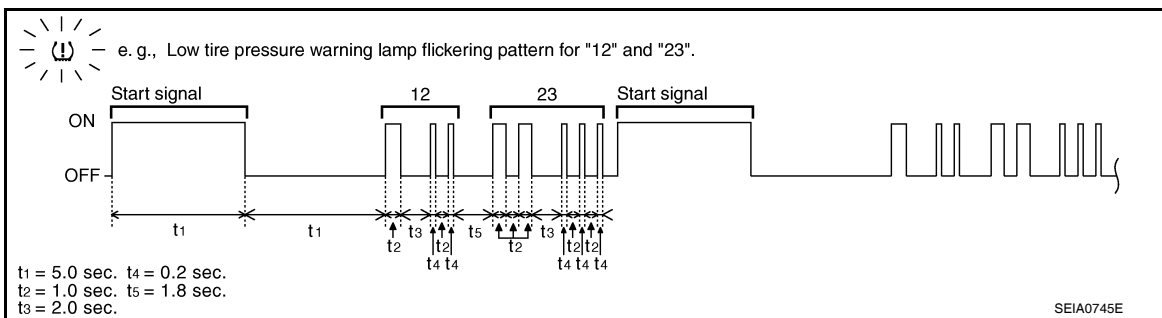 e. g., Low tire pressure warning lamp flickering pattern for "12" and "23".
Start signal 12 23 Start signal
ON
OFF
t1 t1 t2 t3 t2 t5 t2 t3 t2 t2
t4 t4 t4 t4 t4
t1 = 5.0 sec. t4 = 0.2 sec.
t2 = 1.0 sec. t5 = 1.8 sec.
t3 = 2.0 sec.
SEIA0745E